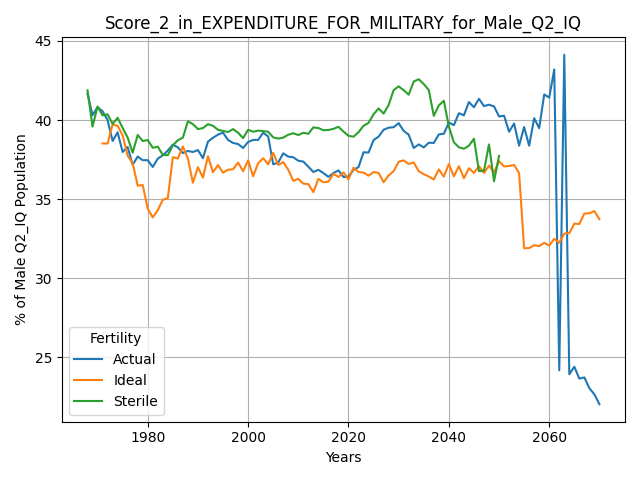 Score_2_in_EXPENDITURE_FOR_MILITARY_for_Male_Q2_IQ
% of Male Q2_IQ Population
45
40
35
30
25
Fertility
Actual
Ideal
Sterile
1980
2000
2020
2040
2060
Years